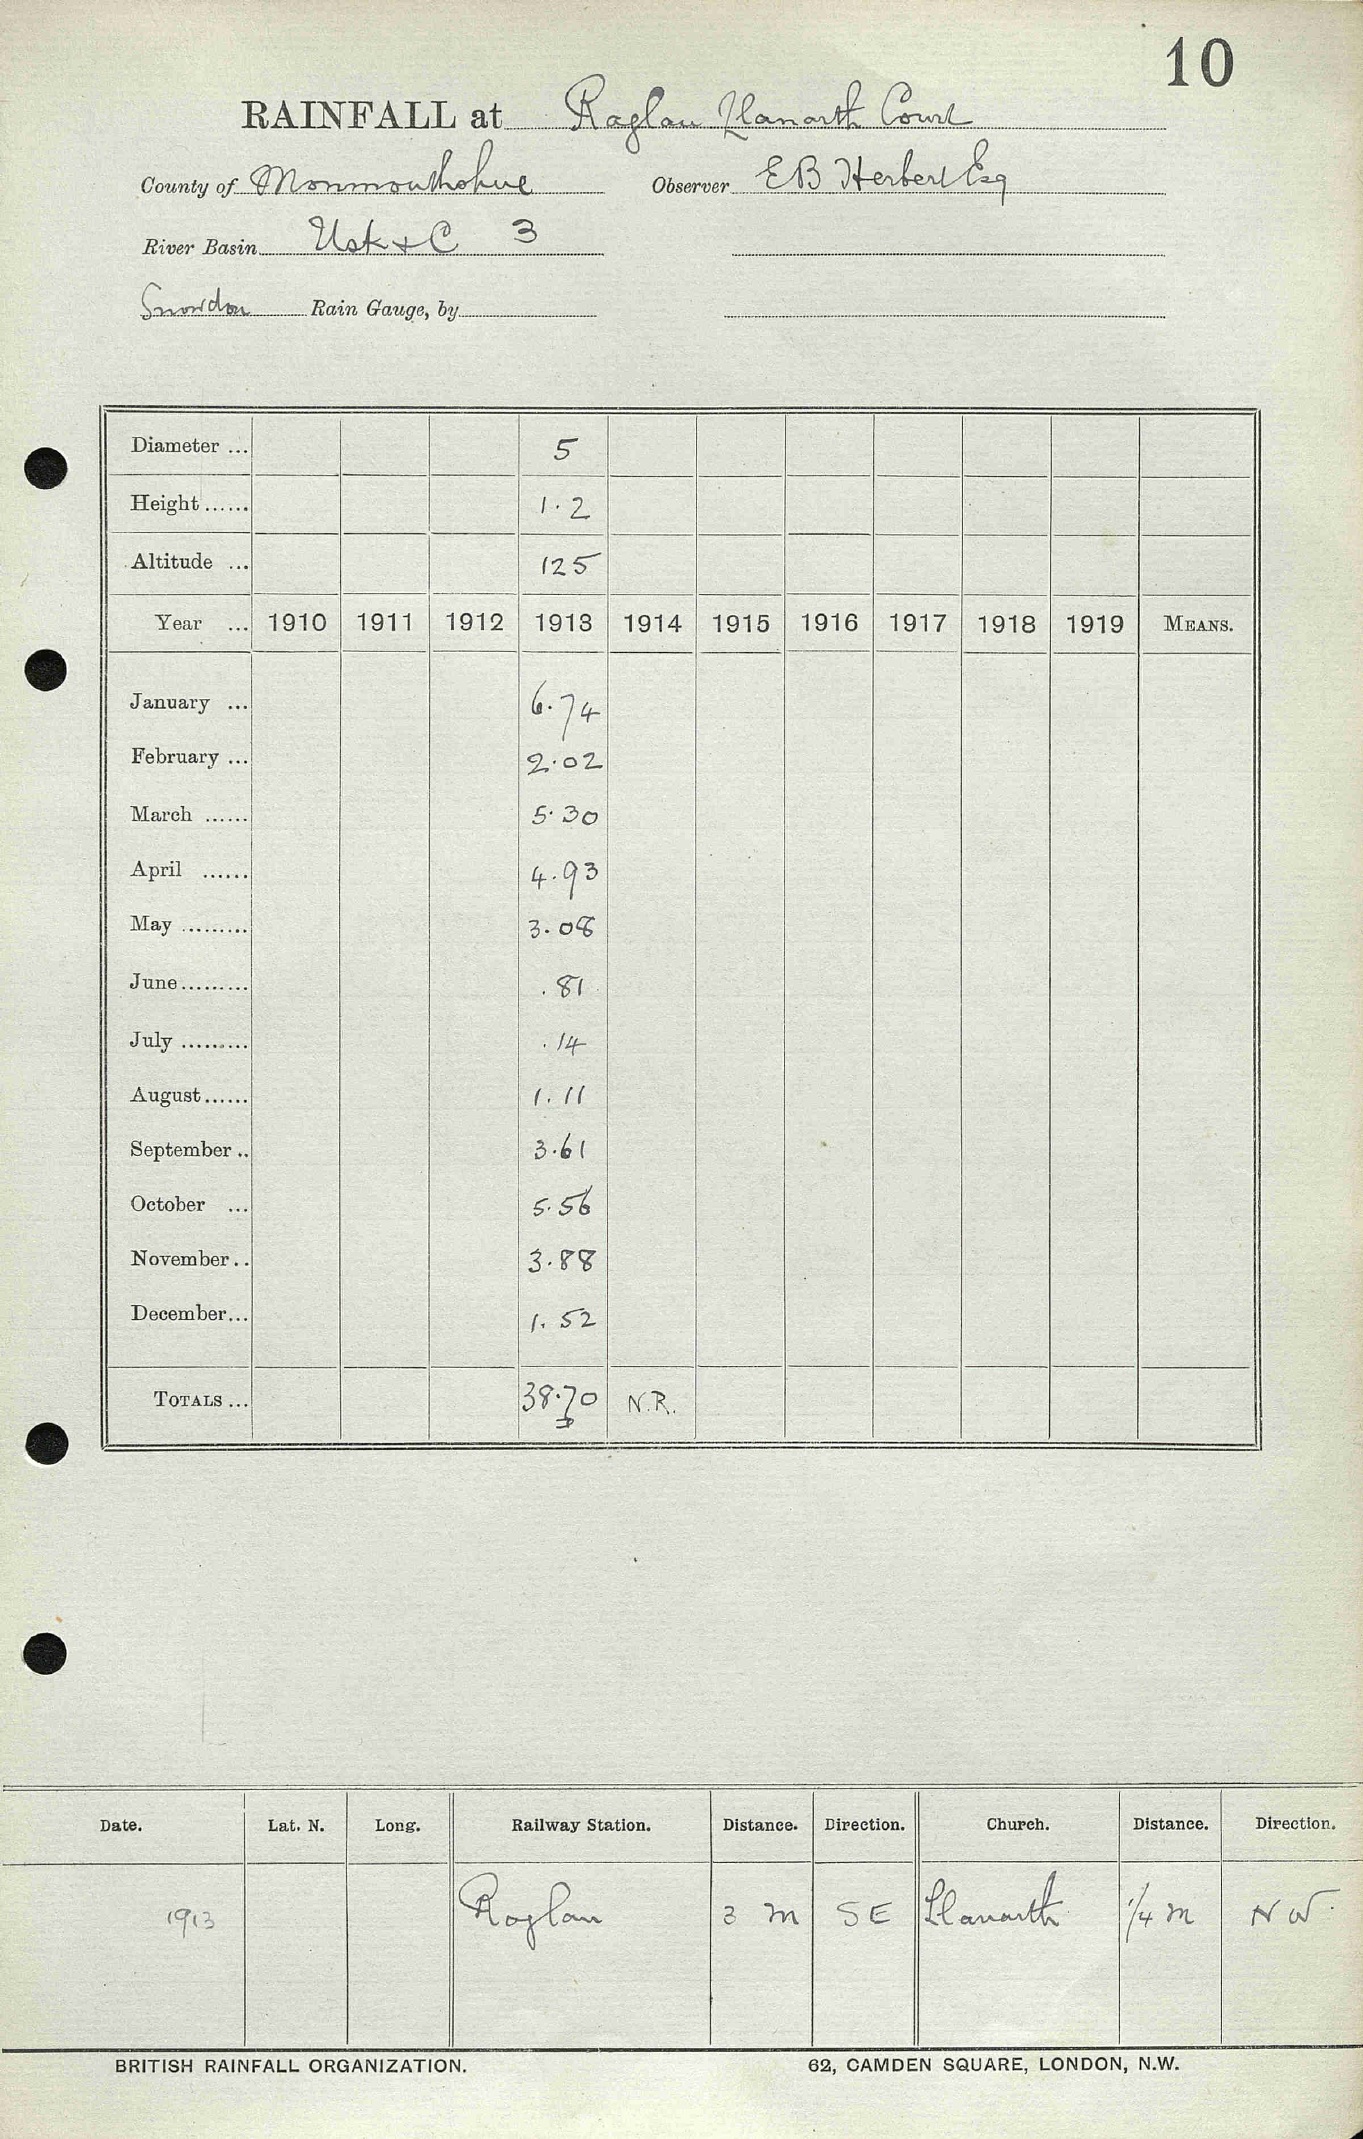 10
RAINFALL at Raglan Llanarth Court
County of Monmouthshire Observer E B Herbert Esq
River Basin Usk & C 3
Snowdon Rain Gauge, by
Diameter ... 5
Height ...... 1.2
Altitude ... 125
Year ... 1910 1911 1912 1913 1914 1915 1916 1917 1918 1919 MEANS.
January ... 6.74
February ... 2.02
March ...... 5.30
April ...... 4.93
May ......... 3.08
June ......... .81
July ......... .14
August ...... 1.11
September .. 3.61
October ... 5.56
November .. 3.88
December ... 1.52
TOTALS ... 38.70 N.R.
Date. Lat. N. Long. Railway Station. Distance. Direction. Church. Distance. Direction.
1913 Raglan 3 m SE Llanarth 1/4 m N W
BRITISH RAINFALL ORGANIZATION. 62, CAMDEN SQUARE, LONDON, N.W.